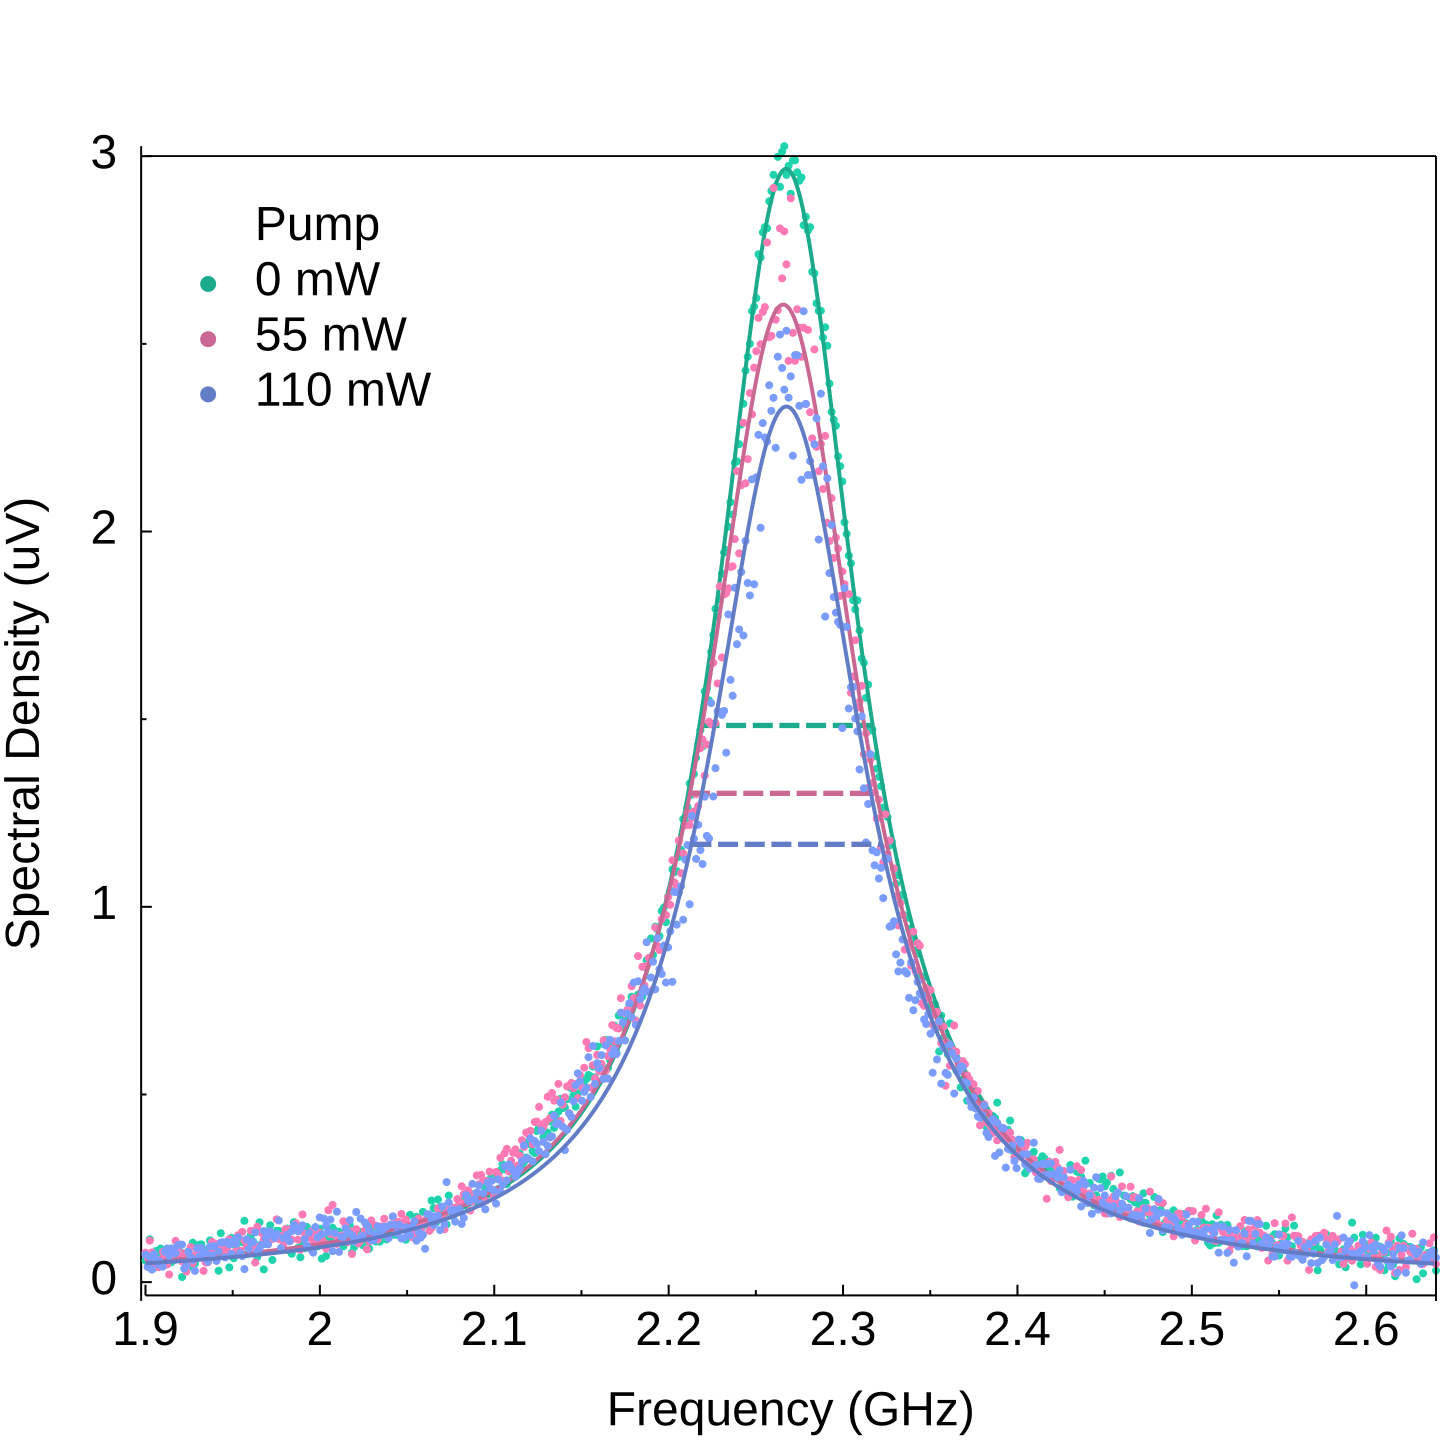 3
Pump
0 mW
55 mW
110 mW
2
Spectral Density (uV)
1
0
1.9 2 2.1 2.2 2.3 2.4 2.5 2.6
Frequency (GHz)